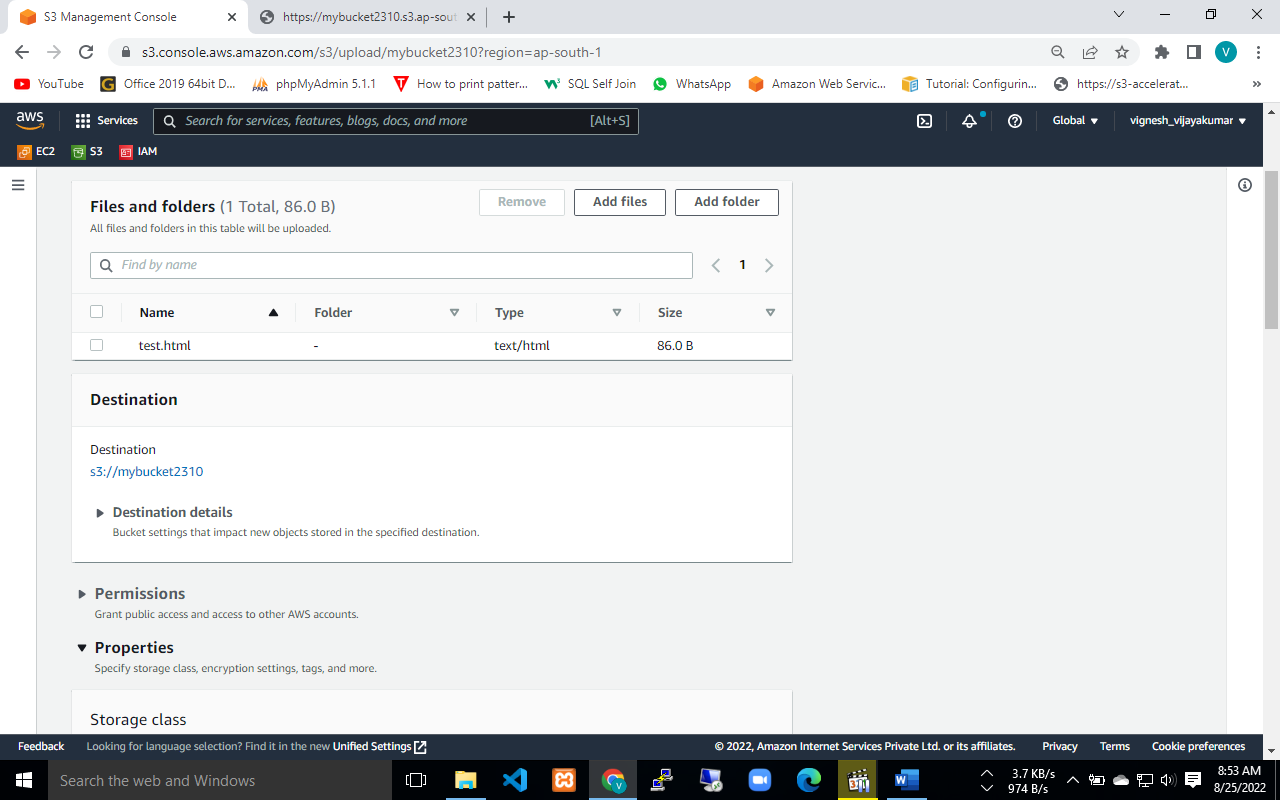 S3 Management Console
https://mybucket2310.s3.ap-sout
s3.console.aws.amazon.com/s3/upload/mybucket2310?region=ap-south-1
V
YouTube
Office 2019 64bit D...
phpMyAdmin 5.1.1
How to print patter...
SQL Self Join
WhatsApp
Amazon Web Servic...
Tutorial: Configurin...
https://s3-accelerat...
aws
Services
Search for services, features, blogs, docs, and more [Alt+S]
Global
vignesh_vijayakumar
EC2
S3
IAM
Files and folders (1 Total, 86.0 B)
Remove
Add files
Add folder
All files and folders in this table will be uploaded.
Find by name
1
Name Folder Type Size
test.html - text/html 86.0 B
Destination
Destination
s3://mybucket2310
Destination details
Bucket settings that impact new objects stored in the specified destination.
Permissions
Grant public access and access to other AWS accounts.
Properties
Specify storage class, encryption settings, tags, and more.
Storage class
Feedback
Looking for language selection? Find it in the new Unified Settings
© 2022, Amazon Internet Services Private Ltd. or its affiliates.
Privacy
Terms
Cookie preferences
Search the web and Windows
3.7 KB/s
974 B/s
8:53 AM
8/25/2022